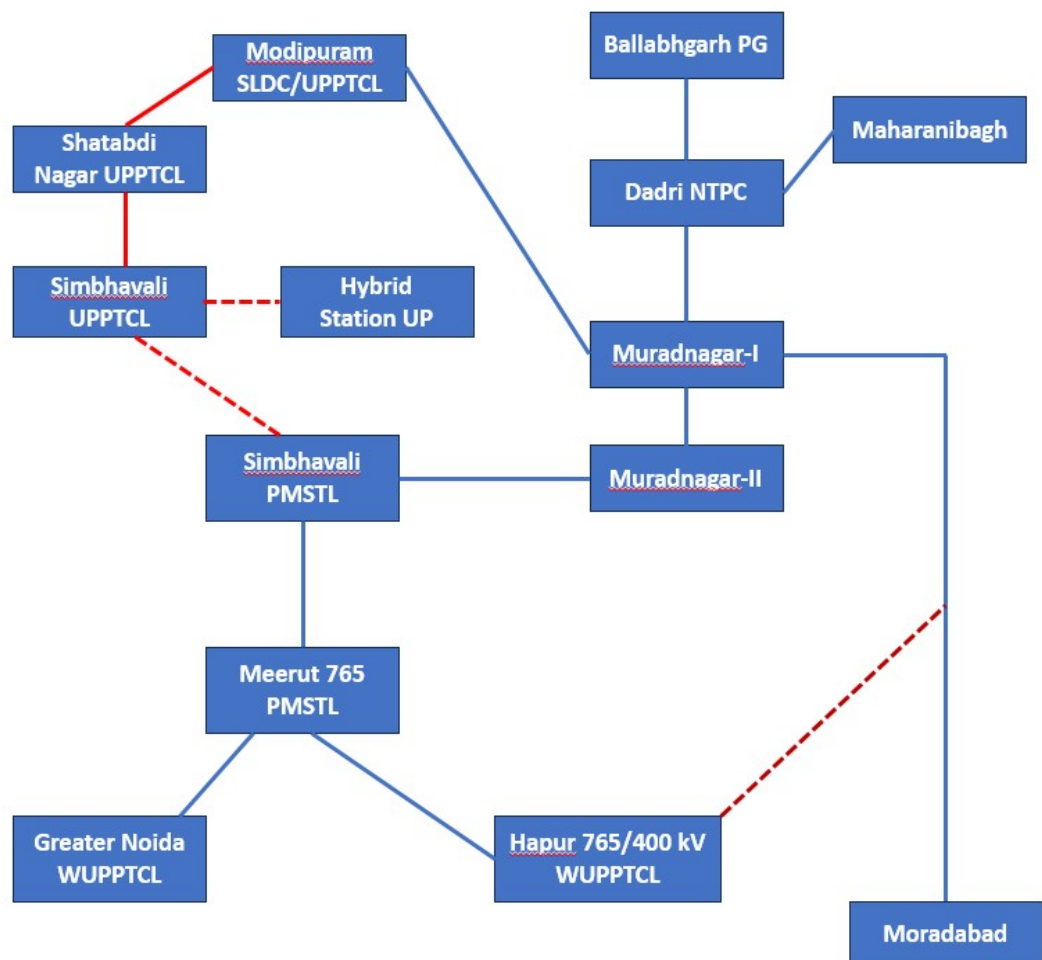 Modipuram
SLDC/UPPTCL
Ballabhgarh PG
Shatabdi
Nagar UPPTCL
Maharanibagh
Dadri NTPC
Simbhavali
UPPTCL
Hybrid
Station UP
Muradnagar-I
Simbhavali
PMSTL
Muradnagar-II
Meerut 765
PMSTL
Greater Noida
WUPPTCL
Hapur 765/400 kV
WUPPTCL
Moradabad